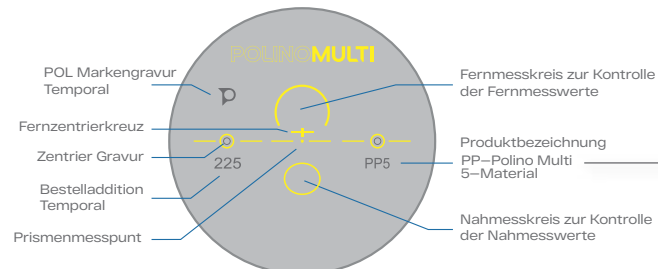 POLINOMULTI
POL Markengravur
Temporal
Fernzentrierkreuz
Zentrier Gravur
225
Bestelladdition
Temporal
Prismenmesspunt
Fernmesskreis zur Kontrolle
der Fernmesswerte
Produktbezeichnung
PP–Polino Multi
5–Material
PP5
Nahmesskreis zur Kontrolle
der Nahmesswerte